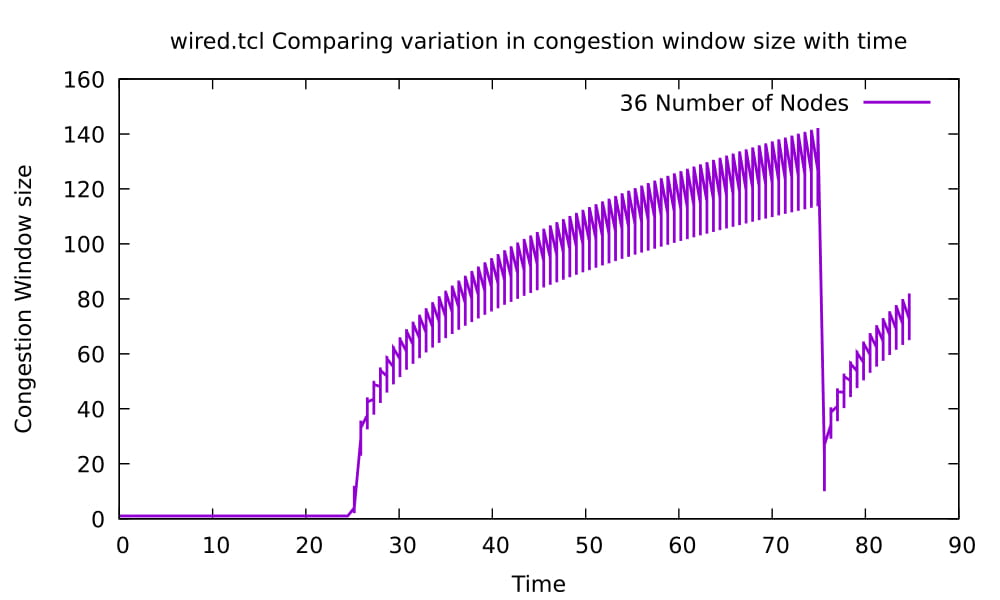 wired.tcl Comparing variation in congestion window size with time
36 Number of Nodes
Congestion Window size
160
140
120
100
80
60
40
20
0
0 10 20 30 40 50 60 70 80 90
Time